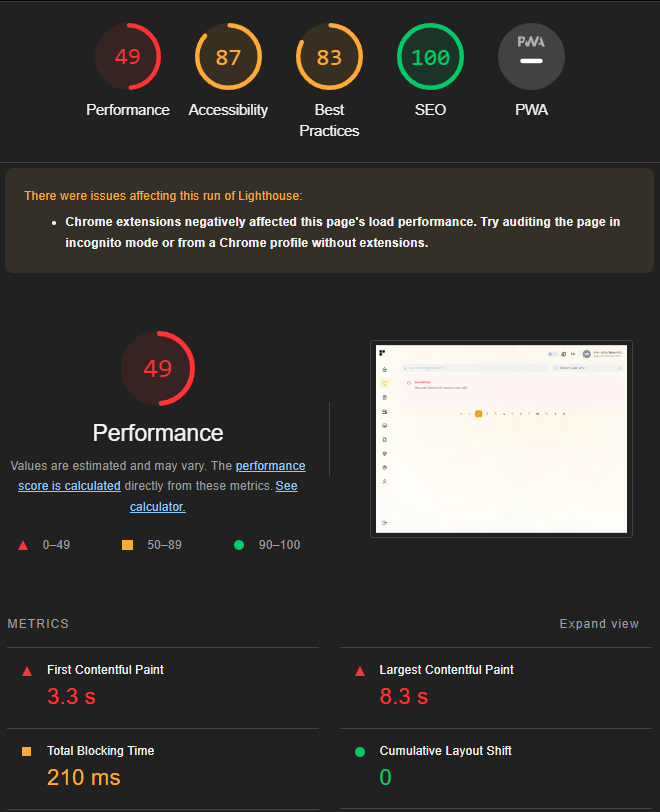 49
87
83
100
PWA
Performance
Accessibility
Best
Practices
SEO
PWA
There were issues affecting this run of Lighthouse:
• Chrome extensions negatively affected this page's load performance. Try auditing the page in
incognito mode or from a Chrome profile without extensions.
49
Performance
Values are estimated and may vary. The performance
score is calculated directly from these metrics. See
calculator.
0–49
50–89
90–100
METRICS
Expand view
First Contentful Paint
3.3 s
Largest Contentful Paint
8.3 s
Total Blocking Time
210 ms
Cumulative Layout Shift
0